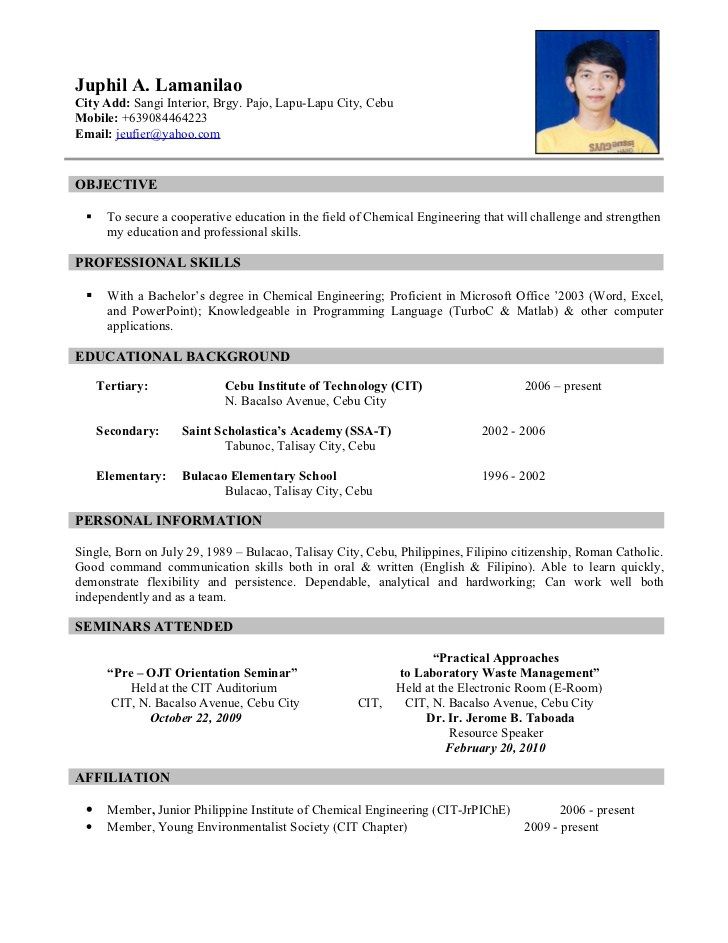 Juphil A. Lamanilao
City Add: Sangi Interior, Brgy. Pajo, Lapu-Lapu City, Cebu
Mobile: +639084464223
Email: jeufier@yahoo.com
OBJECTIVE
▪ To secure a cooperative education in the field of Chemical Engineering that will challenge and strengthen
my education and professional skills.
PROFESSIONAL SKILLS
▪ With a Bachelor’s degree in Chemical Engineering; Proficient in Microsoft Office ’2003 (Word, Excel,
and PowerPoint); Knowledgeable in Programming Language (TurboC & Matlab) & other computer
applications.
EDUCATIONAL BACKGROUND
Tertiary: Cebu Institute of Technology (CIT) 2006 – present
N. Bacalso Avenue, Cebu City
Secondary: Saint Scholastica’s Academy (SSA-T) 2002 - 2006
Tabunoc, Talisay City, Cebu
Elementary: Bulacao Elementary School 1996 - 2002
Bulacao, Talisay City, Cebu
PERSONAL INFORMATION
Single, Born on July 29, 1989 – Bulacao, Talisay City, Cebu, Philippines, Filipino citizenship, Roman Catholic.
Good command communication skills both in oral & written (English & Filipino). Able to learn quickly,
demonstrate flexibility and persistence. Dependable, analytical and hardworking; Can work well both
independently and as a team.
SEMINARS ATTENDED
“Pre – OJT Orientation Seminar”
Held at the CIT Auditorium
CIT, N. Bacalso Avenue, Cebu City
October 22, 2009
“Practical Approaches
to Laboratory Waste Management”
Held at the Electronic Room (E-Room)
CIT, CIT, N. Bacalso Avenue, Cebu City
Dr. Ir. Jerome B. Taboada
Resource Speaker
February 20, 2010
AFFILIATION
• Member, Junior Philippine Institute of Chemical Engineering (CIT-JrPIChE) 2006 - present
• Member, Young Environmentalist Society (CIT Chapter) 2009 - present